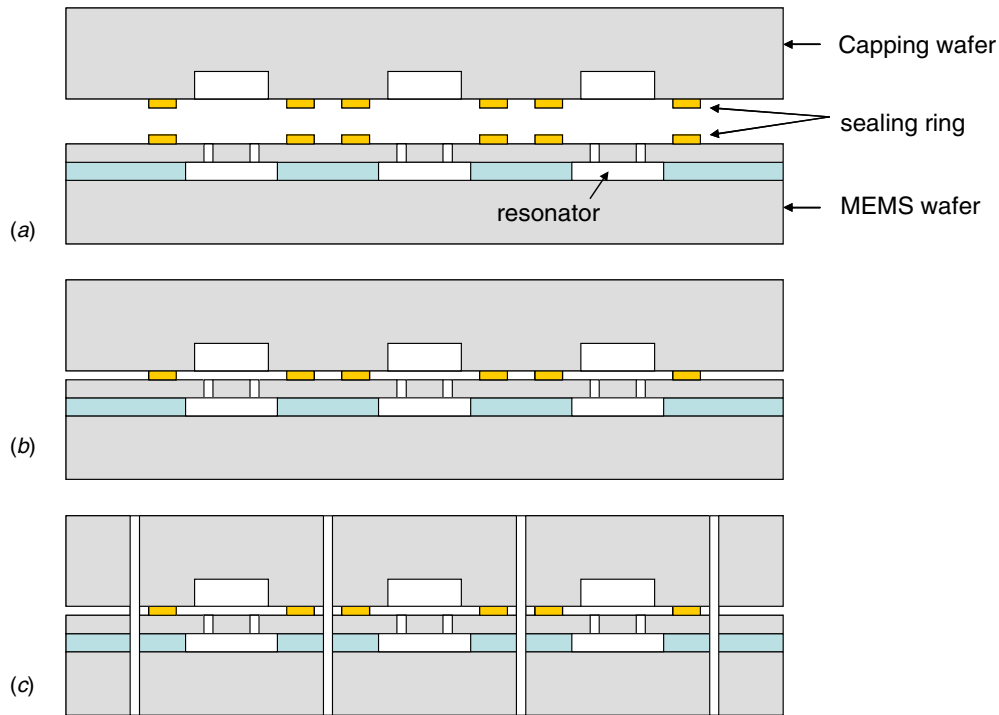 Capping wafer
sealing ring
resonator
MEMS wafer
(a)
(b)
(c)